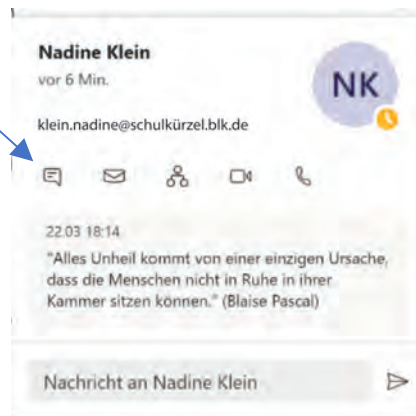 Nadine Klein
vor 6 Min.
NK
klein.nadine@schulkürzel.blk.de
22.03 18:14
"Alles Unheil kommt von einer einzigen Ursache,
dass die Menschen nicht in Ruhe in ihrer
Kammer sitzen können." (Blaise Pascal)
Nachricht an Nadine Klein